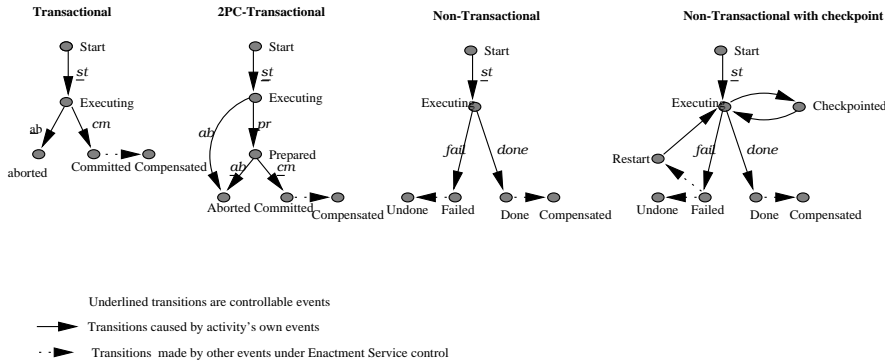 Transactional
2PC-Transactional
Non-Transactional
Non-Transactional with checkpoint
Start
st
Executing
ab
cm
aborted
Committed
Compensated
Start
st
Executing
ab
pr
Prepared
ab
cm
Aborted
Committed
Compensated
Start
st
Executing
fail
done
Undone
Failed
Done
Compensated
Start
st
Executing
Checkpointed
fail
done
Restart
Undone
Failed
Done
Compensated
Underlined transitions are controllable events
Transitions caused by activity's own events
Transitions made by other events under Enactment Service control